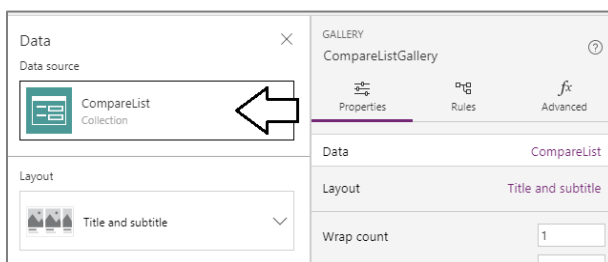 Data
Data source
CompareList
Collection
Layout
Title and subtitle
GALLERY
CompareListGallery
?
Properties
Rules
fx
Advanced
Data CompareList
Layout Title and subtitle
Wrap count 1